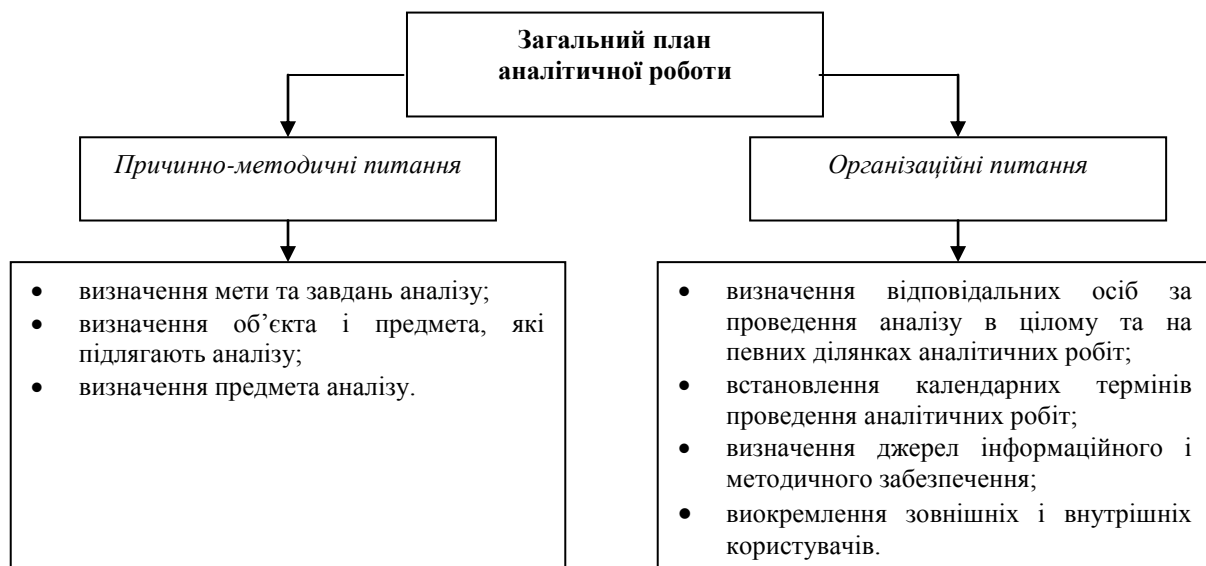 Загальний план
аналітичної роботи
Причинно-методичні питання
Організаційні питання
• визначення мети та завдань аналізу;
• визначення об’єкта і предмета, які
підлягають аналізу;
• визначення предмета аналізу.
• визначення відповідальних осіб за
проведення аналізу в цілому та на
певних ділянках аналітичних робіт;
• встановлення календарних термінів
проведення аналітичних робіт;
• визначення джерел інформаційного і
методичного забезпечення;
• виокремлення зовнішніх і внутрішніх
користувачів.